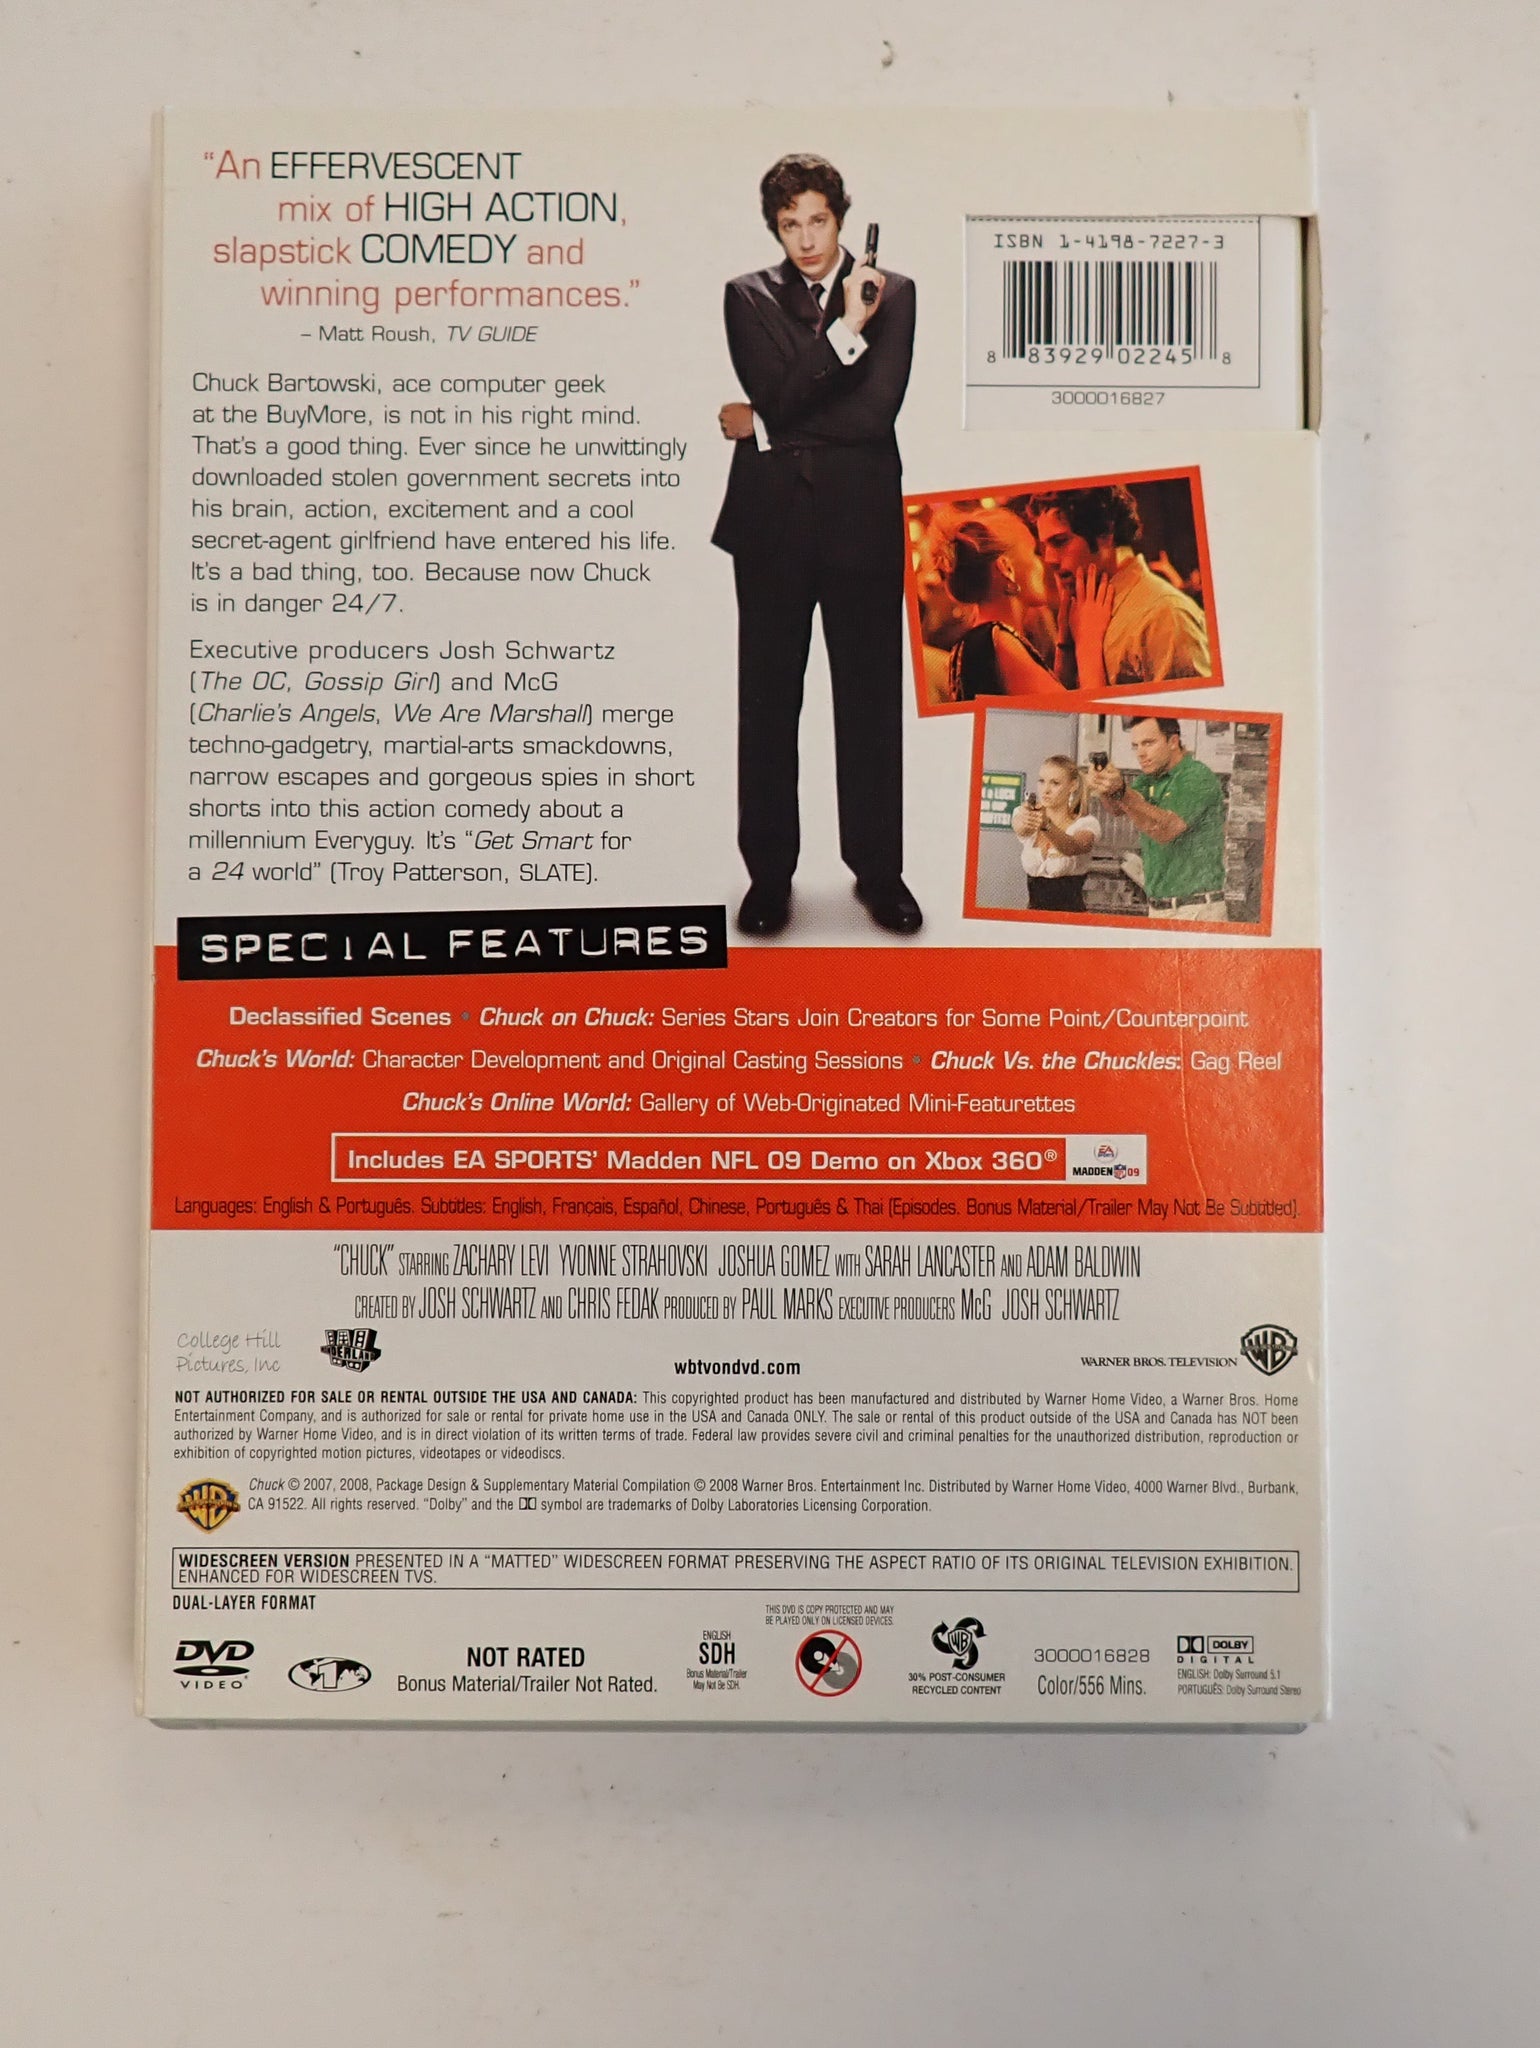 “An EFFERVESCENT
mix of HIGH ACTION,
slapstick COMEDY and
winning performances.”
– Matt Roush, TV GUIDE
ISBN 1-4198-7227-3
8 83929 02245 8
3000016827
Chuck Bartowski, ace computer geek
at the BuyMore, is not in his right mind.
That's a good thing. Ever since he unwittingly
downloaded stolen government secrets into
his brain, action, excitement and a cool
secret-agent girlfriend have entered his life.
It's a bad thing, too. Because now Chuck
is in danger 24/7.
Executive producers Josh Schwartz
(The OC, Gossip Girl) and McG
(Charlie's Angels, We Are Marshall) merge
techno-gadgetry, martial-arts smackdowns,
narrow escapes and gorgeous spies in short
shorts into this action comedy about a
millennium Everyguy. It's “Get Smart for
a 24 world” (Troy Patterson, SLATE).
SPECIAL FEATURES
Declassified Scenes • Chuck on Chuck: Series Stars Join Creators for Some Point/Counterpoint
Chuck's World: Character Development and Original Casting Sessions • Chuck Vs. the Chuckles: Gag Reel
Chuck's Online World: Gallery of Web-Originated Mini-Featurettes
Includes EA SPORTS' Madden NFL 09 Demo on Xbox 360®
EA SPORTS
MADDEN NFL 09
Languages: English & Português. Subtitles: English, Français, Español, Chinese, Português & Thai (Episodes. Bonus Material/Trailer May Not Be Subtitled).
“CHUCK” STARRING ZACHARY LEVI YVONNE STRAHOVSKI JOSHUA GOMEZ WITH SARAH LANCASTER AND ADAM BALDWIN
CREATED BY JOSH SCHWARTZ AND CHRIS FEDAK PRODUCED BY PAUL MARKS EXECUTIVE PRODUCERS McG JOSH SCHWARTZ
College Hill
Pictures, Inc
WONDERLAND
wbtvondvd.com
WARNER BROS. TELEVISION
WB
NOT AUTHORIZED FOR SALE OR RENTAL OUTSIDE THE USA AND CANADA: This copyrighted product has been manufactured and distributed by Warner Home Video, a Warner Bros. Home
Entertainment Company, and is authorized for sale or rental for private home use in the USA and Canada ONLY. The sale or rental of this product outside of the USA and Canada has NOT been
authorized by Warner Home Video, and is in direct violation of its written terms of trade. Federal law provides severe civil and criminal penalties for the unauthorized distribution, reproduction or
exhibition of copyrighted motion pictures, videotapes or videodiscs.
WB
Chuck © 2007, 2008, Package Design & Supplementary Material Compilation © 2008 Warner Bros. Entertainment Inc. Distributed by Warner Home Video, 4000 Warner Blvd., Burbank,
CA 91522. All rights reserved. “Dolby” and the DD symbol are trademarks of Dolby Laboratories Licensing Corporation.
WIDESCREEN VERSION PRESENTED IN A “MATTED” WIDESCREEN FORMAT PRESERVING THE ASPECT RATIO OF ITS ORIGINAL TELEVISION EXHIBITION.
ENHANCED FOR WIDESCREEN TVS.
DUAL-LAYER FORMAT
DVD
VIDEO
1
NOT RATED
Bonus Material/Trailer Not Rated.
ENGLISH
SDH
Bonus Material/Trailer
May Not Be SDH.
THIS DVD IS COPY PROTECTED AND MAY
BE PLAYED ONLY ON LICENSED DEVICES.
WB
30% POST-CONSUMER
RECYCLED CONTENT
3000016828
Color/556 Mins.
DOLBY
DIGITAL
ENGLISH: Dolby Surround 5.1
PORTUGUÊS: Dolby Surround Stereo